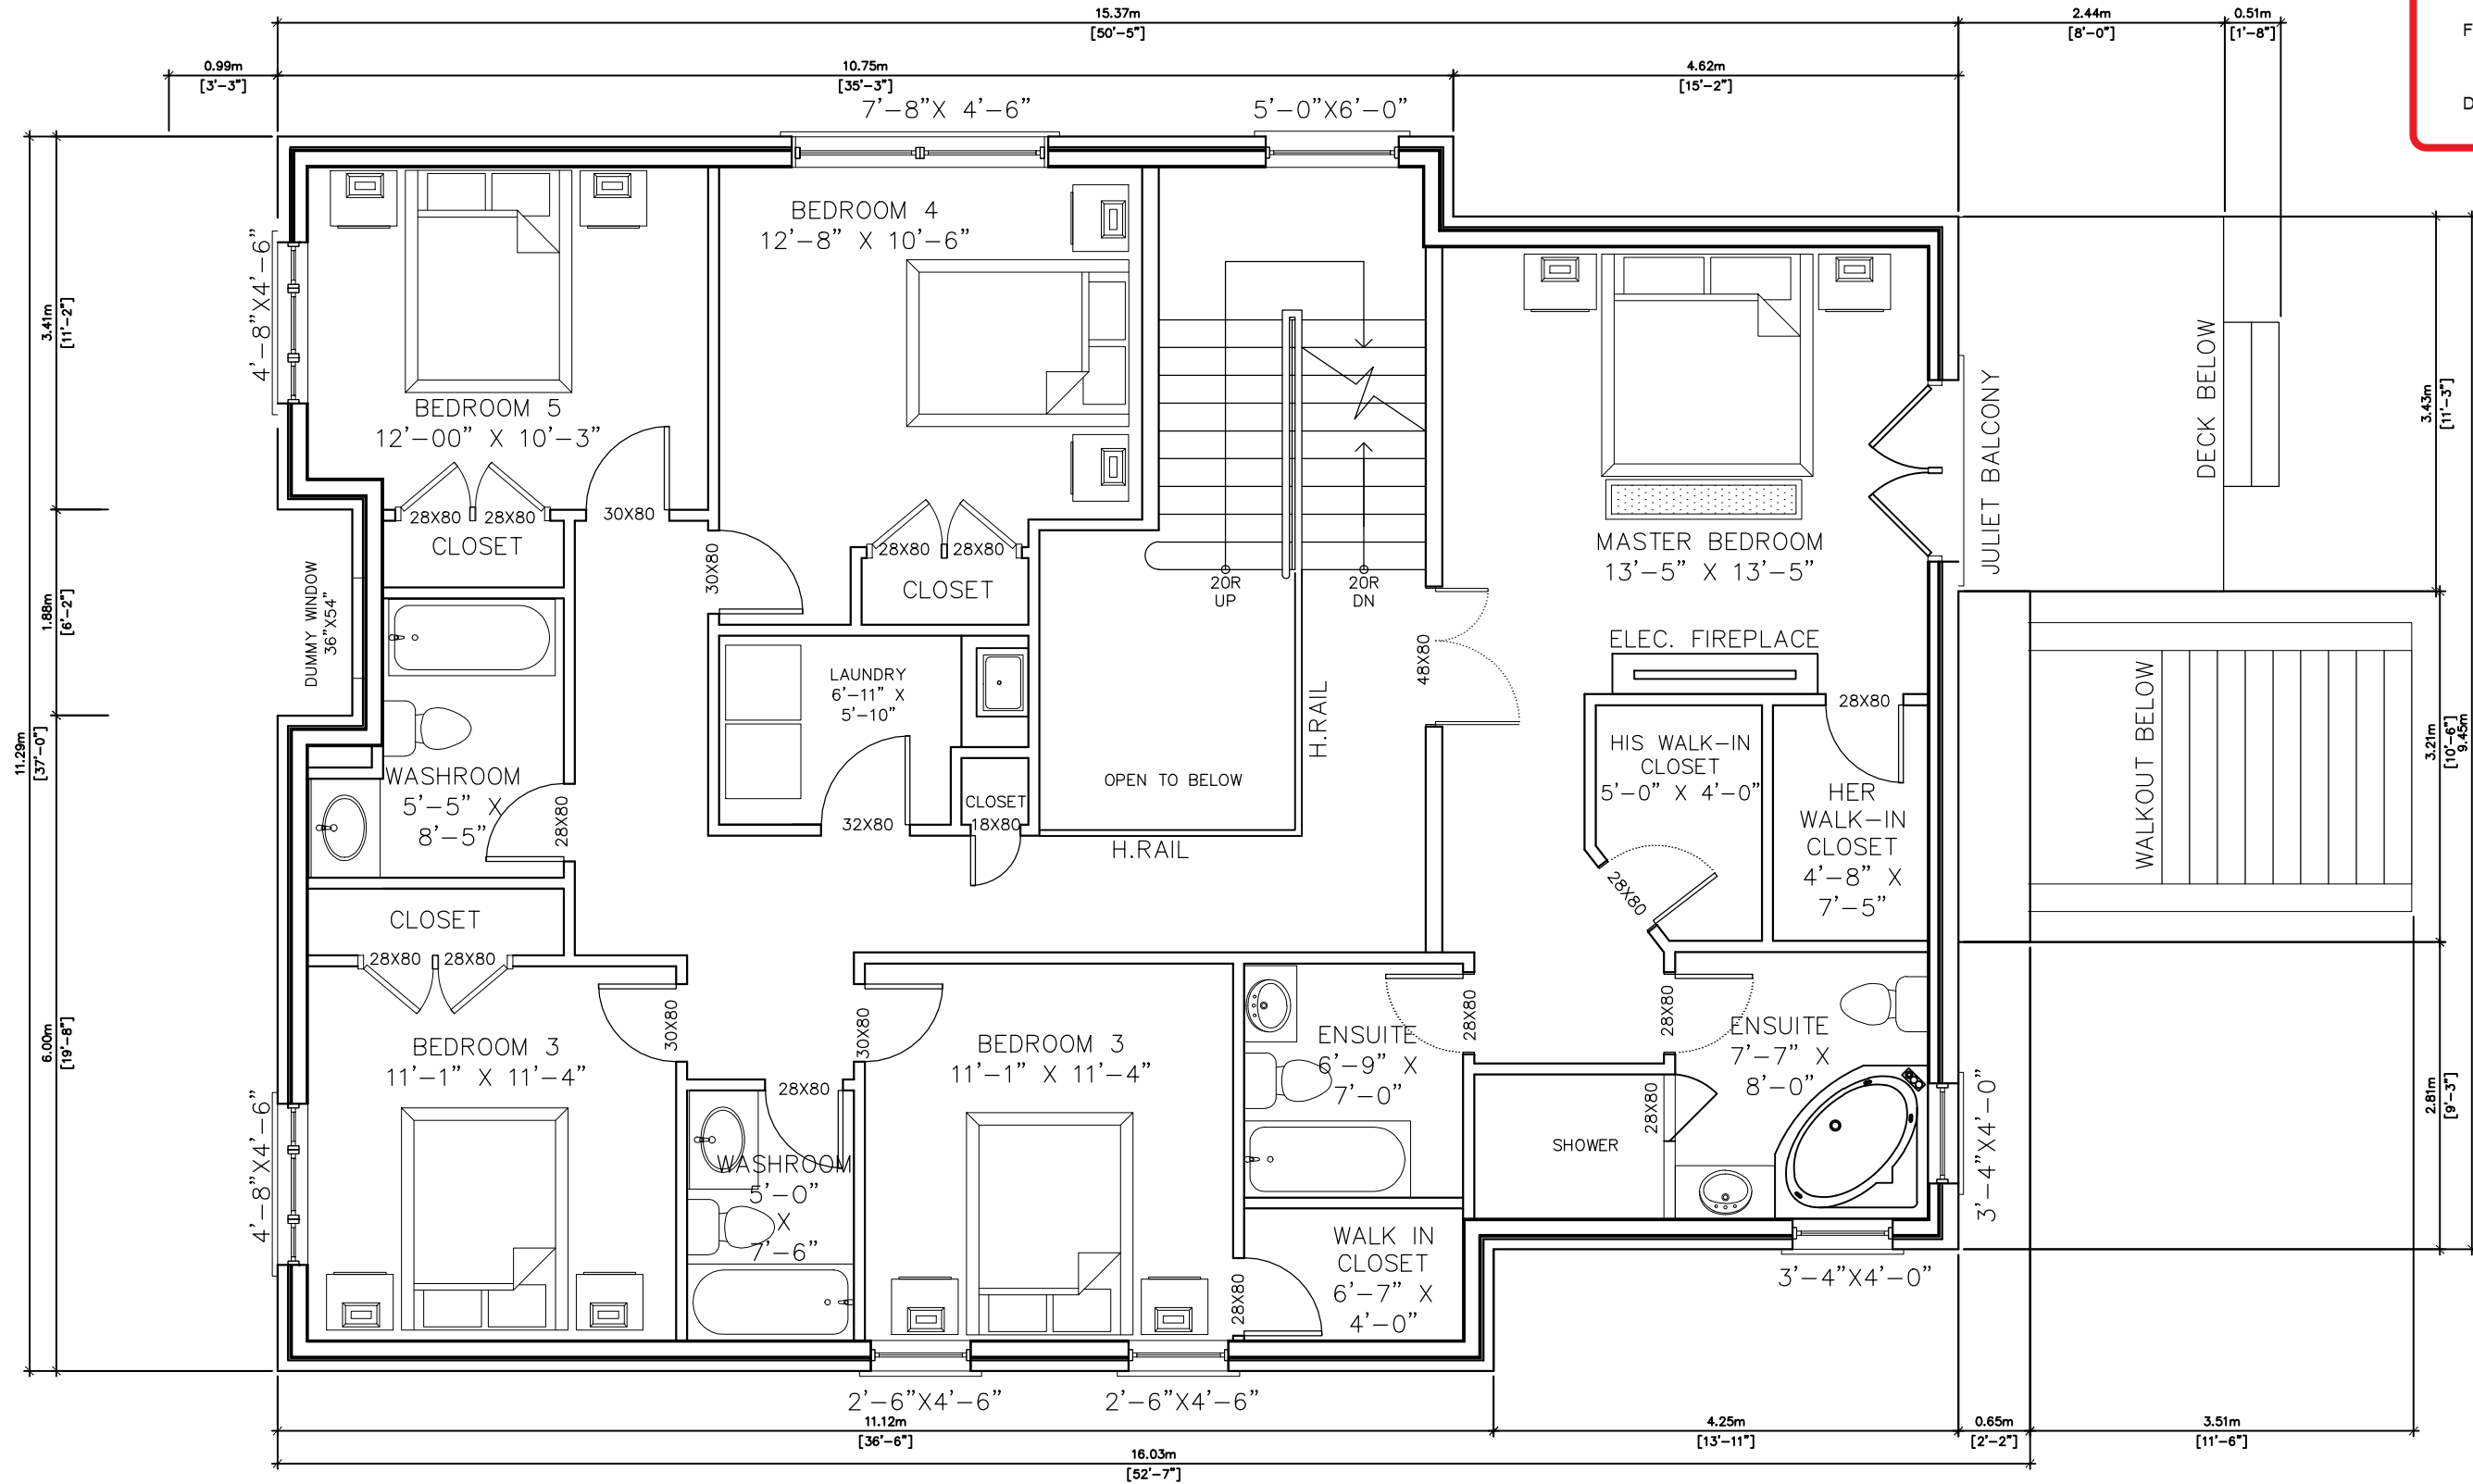 15.37m
[50'-5"]
2.44m
[8'-0"]
0.51m
[1'-8"]
F
D
0.99m
[3'-3"]
10.75m
[35'-3"]
4.62m
[15'-2"]
7'-8"X 4'-6"
5'-0"X6'-0"
BEDROOM 4
12'-8" X 10'-6"
4'-8"X4'-6"
3.41m
[11'-2"]
BEDROOM 5
12'-00" X 10'-3"
28X80
28X80
30X80
CLOSET
30X80
28X80
28X80
CLOSET
20R
UP
20R
DN
MASTER BEDROOM
13'-5" X 13'-5"
JULIET BALCONY
DECK BELOW
3.43m
[11'-3"]
DUMMY WINDOW
36"X54"
1.88m
[6'-2"]
11.29m
[37'-0"]
LAUNDRY
6'-11" X
5'-10"
H.RAIL
48X80
ELEC. FIREPLACE
28X80
HIS WALK-IN
CLOSET
5'-0" X 4'-0"
HER
WALK-IN
CLOSET
4'-8" X
7'-5"
WALKOUT BELOW
3.21m
[10'-6"]
9.45m
WASHROOM
5'-5" X
8'-5"
28X80
OPEN TO BELOW
CLOSET
18X80
32X80
H.RAIL
28X80
CLOSET
28X80
28X80
6.00m
[19'-8"]
BEDROOM 3
11'-1" X 11'-4"
30X80
30X80
BEDROOM 3
11'-1" X 11'-4"
ENSUITE
6'-9" X
7'-0"
28X80
28X80
ENSUITE
7'-7" X
8'-0"
28X80
28X80
SHOWER
WASHROOM
5'-0"
X
7'-6"
4'-8"X4'-6"
3'-4"X4'-0"
2.81m
[9'-3"]
WALK IN
CLOSET
6'-7" X
4'-0"
28X80
3'-4"X4'-0"
2'-6"X4'-6"
2'-6"X4'-6"
11.12m
[36'-6"]
4.25m
[13'-11"]
0.65m
[2'-2"]
3.51m
[11'-6"]
16.03m
[52'-7"]